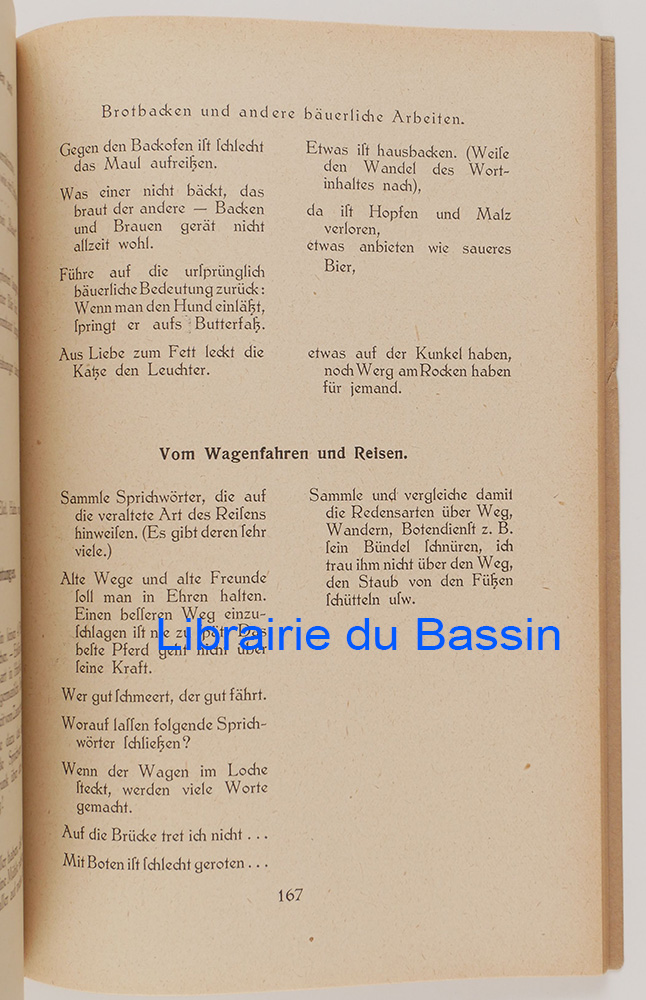 Brotbacken und andere bäuerliche Arbeiten.
Gegen den Backofen iſt ſchlecht
das Maul aufreißen.
Was einer nicht bäckt, das
braut der andere — Backen
und Brauen gerät nicht
allzeit wohl.
Führe auf die urſprünglich
bäuerliche Bedeutung zurück:
Wenn man den Hund einläßt,
ſpringt er aufs Butterfaß.
Aus Liebe zum Fett leckt die
Katze den Leuchter.
Etwas iſt hausbacken. (Weiſe
den Wandel des Wort-
inhaltes nach),
da iſt Hopfen und Malz
verloren,
etwas anbieten wie saueres
Bier,
etwas auf der Kunkel haben,
noch Werg am Rocken haben
für jemand.
Vom Wagenfahren und Reisen.
Sammle Sprichwörter, die auf
die veraltete Art des Reiſens
hinweiſen. (Es gibt deren ſehr
viele.)
Alte Wege und alte Freunde
ſoll man in Ehren halten.
Einen beſſeren Weg einzu-
ſchlagen iſt nie zu spät. Das
beſte Pferd geht nicht über
ſeine Kraft.
Wer gut ſchmeert, der gut fährt.
Worauf laſſen folgende Sprich-
wörter ſchließen?
Wenn der Wagen im Loche
ſteckt, werden viele Worte
gemacht.
Auf die Brücke tret ich nicht . . .
Mit Boten iſt ſchlecht geroten . . .
Sammle und vergleiche damit
die Redensarten über Weg,
Wandern, Botendienſt z. B.
ſein Bündel ſchnüren, ich
trau ihm nicht über den Weg,
den Staub von den Füßen
ſchütteln uſw.
Librairie du Bassin
167